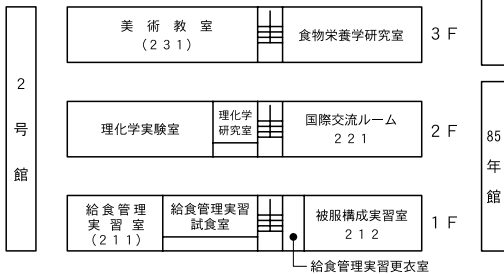 2号館
美術教室
(231)
食物栄養学研究室
3F
理化学実験室
理化学
研究室
国際交流ルーム
221
2F
給食管理
実習室
(211)
給食管理実習
試食室
被服構成実習室
212
1F
給食管理実習更衣室
85年館